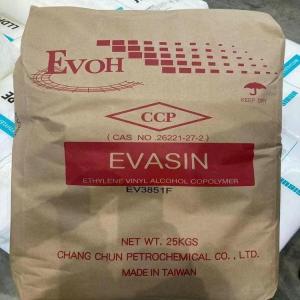 EVOH
KEEP DRY
CCP
( CAS NO .26221-27-2 )
EVASIN
ETHYLENE VINYL ALCOHOL COPOLYMER
EV3851F
NET WT. 25KGS
CHANG CHUN PETROCHEMICAL CO., LTD.
MADE IN TAIWAN